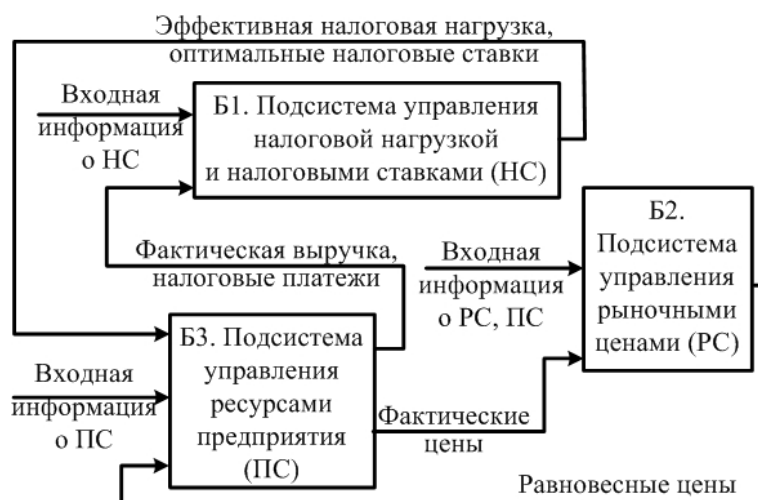 Эффективная налоговая нагрузка,
оптимальные налоговые ставки
Входная
информация
о НС
Б1. Подсистема управления
налоговой нагрузкой
и налоговыми ставками (НС)
Фактическая выручка,
налоговые платежи
Входная
информация
о РС, ПС
Б2.
Подсистема
управления
рыночными
ценами (РС)
Входная
информация
о ПС
Б3. Подсистема
управления
ресурсами
предприятия
(ПС)
Фактические
цены
Равновесные цены